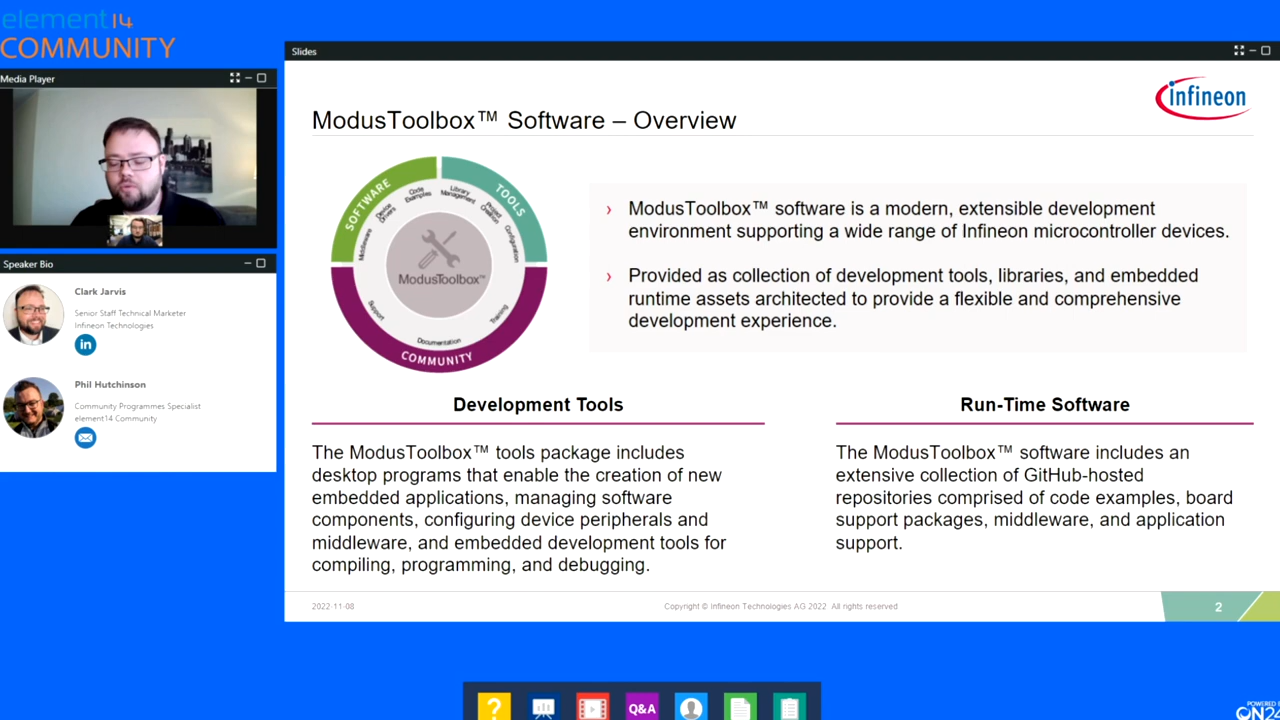 element14
COMMUNITY
Media Player
Speaker Bio
Clark Jarvis
Senior Staff Technical Marketer
Infineon Technologies
in
Phil Hutchinson
Community Programmes Specialist
element14 Community
Slides
infineon
ModusToolbox™ Software – Overview
SOFTWARE
TOOLS
COMMUNITY
Middleware
Device Drivers
Code Examples
Library Management
Project Creation
Configuration
Support
Documentation
Training
ModusToolbox™
› ModusToolbox™ software is a modern, extensible development
environment supporting a wide range of Infineon microcontroller devices.
› Provided as collection of development tools, libraries, and embedded
runtime assets architected to provide a flexible and comprehensive
development experience.
Development Tools
The ModusToolbox™ tools package includes
desktop programs that enable the creation of new
embedded applications, managing software
components, configuring device peripherals and
middleware, and embedded development tools for
compiling, programming, and debugging.
Run-Time Software
The ModusToolbox™ software includes an
extensive collection of GitHub-hosted
repositories comprised of code examples, board
support packages, middleware, and application
support.
2022-11-08
Copyright © Infineon Technologies AG 2022 All rights reserved
2
?
Q&A
POWERED
ON24